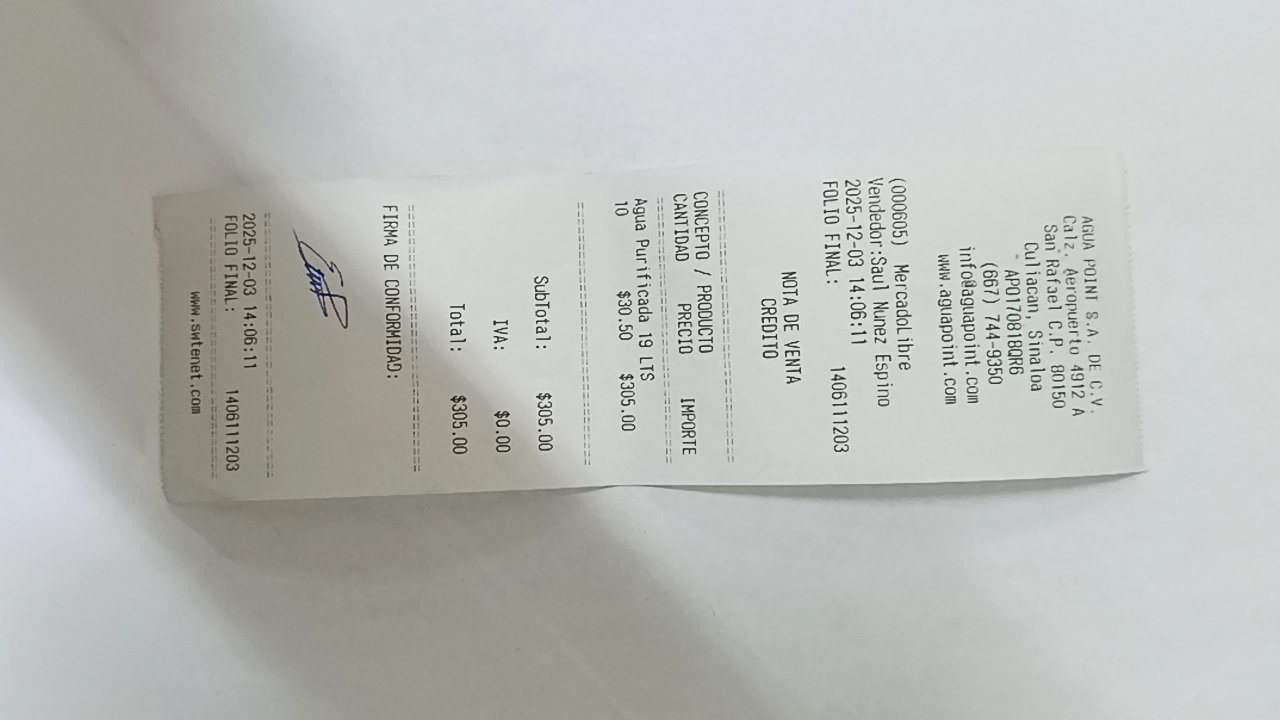 AGUA POINT S.A. DE C.V.
Calz. Aeropuerto 4912 A
San Rafael C.P. 80150
Culiacan, Sinaloa
APO170818QR6
(667) 744-9350
info@aguapoint.com
www.aguapoint.com
(000605) MercadoLibre
Vendedor:Saul Nunez Espino
2025-12-03 14:06:11
FOLIO FINAL: 1406111203
NOTA DE VENTA
CREDITO
CONCEPTO / PRODUCTO
CANTIDAD PRECIO IMPORTE
Agua Purificada 19 LTS
10 $30.50 $305.00
SubTotal: $305.00
IVA: $0.00
Total: $305.00
FIRMA DE CONFORMIDAD:
2025-12-03 14:06:11
FOLIO FINAL: 1406111203
www.swtenet.com